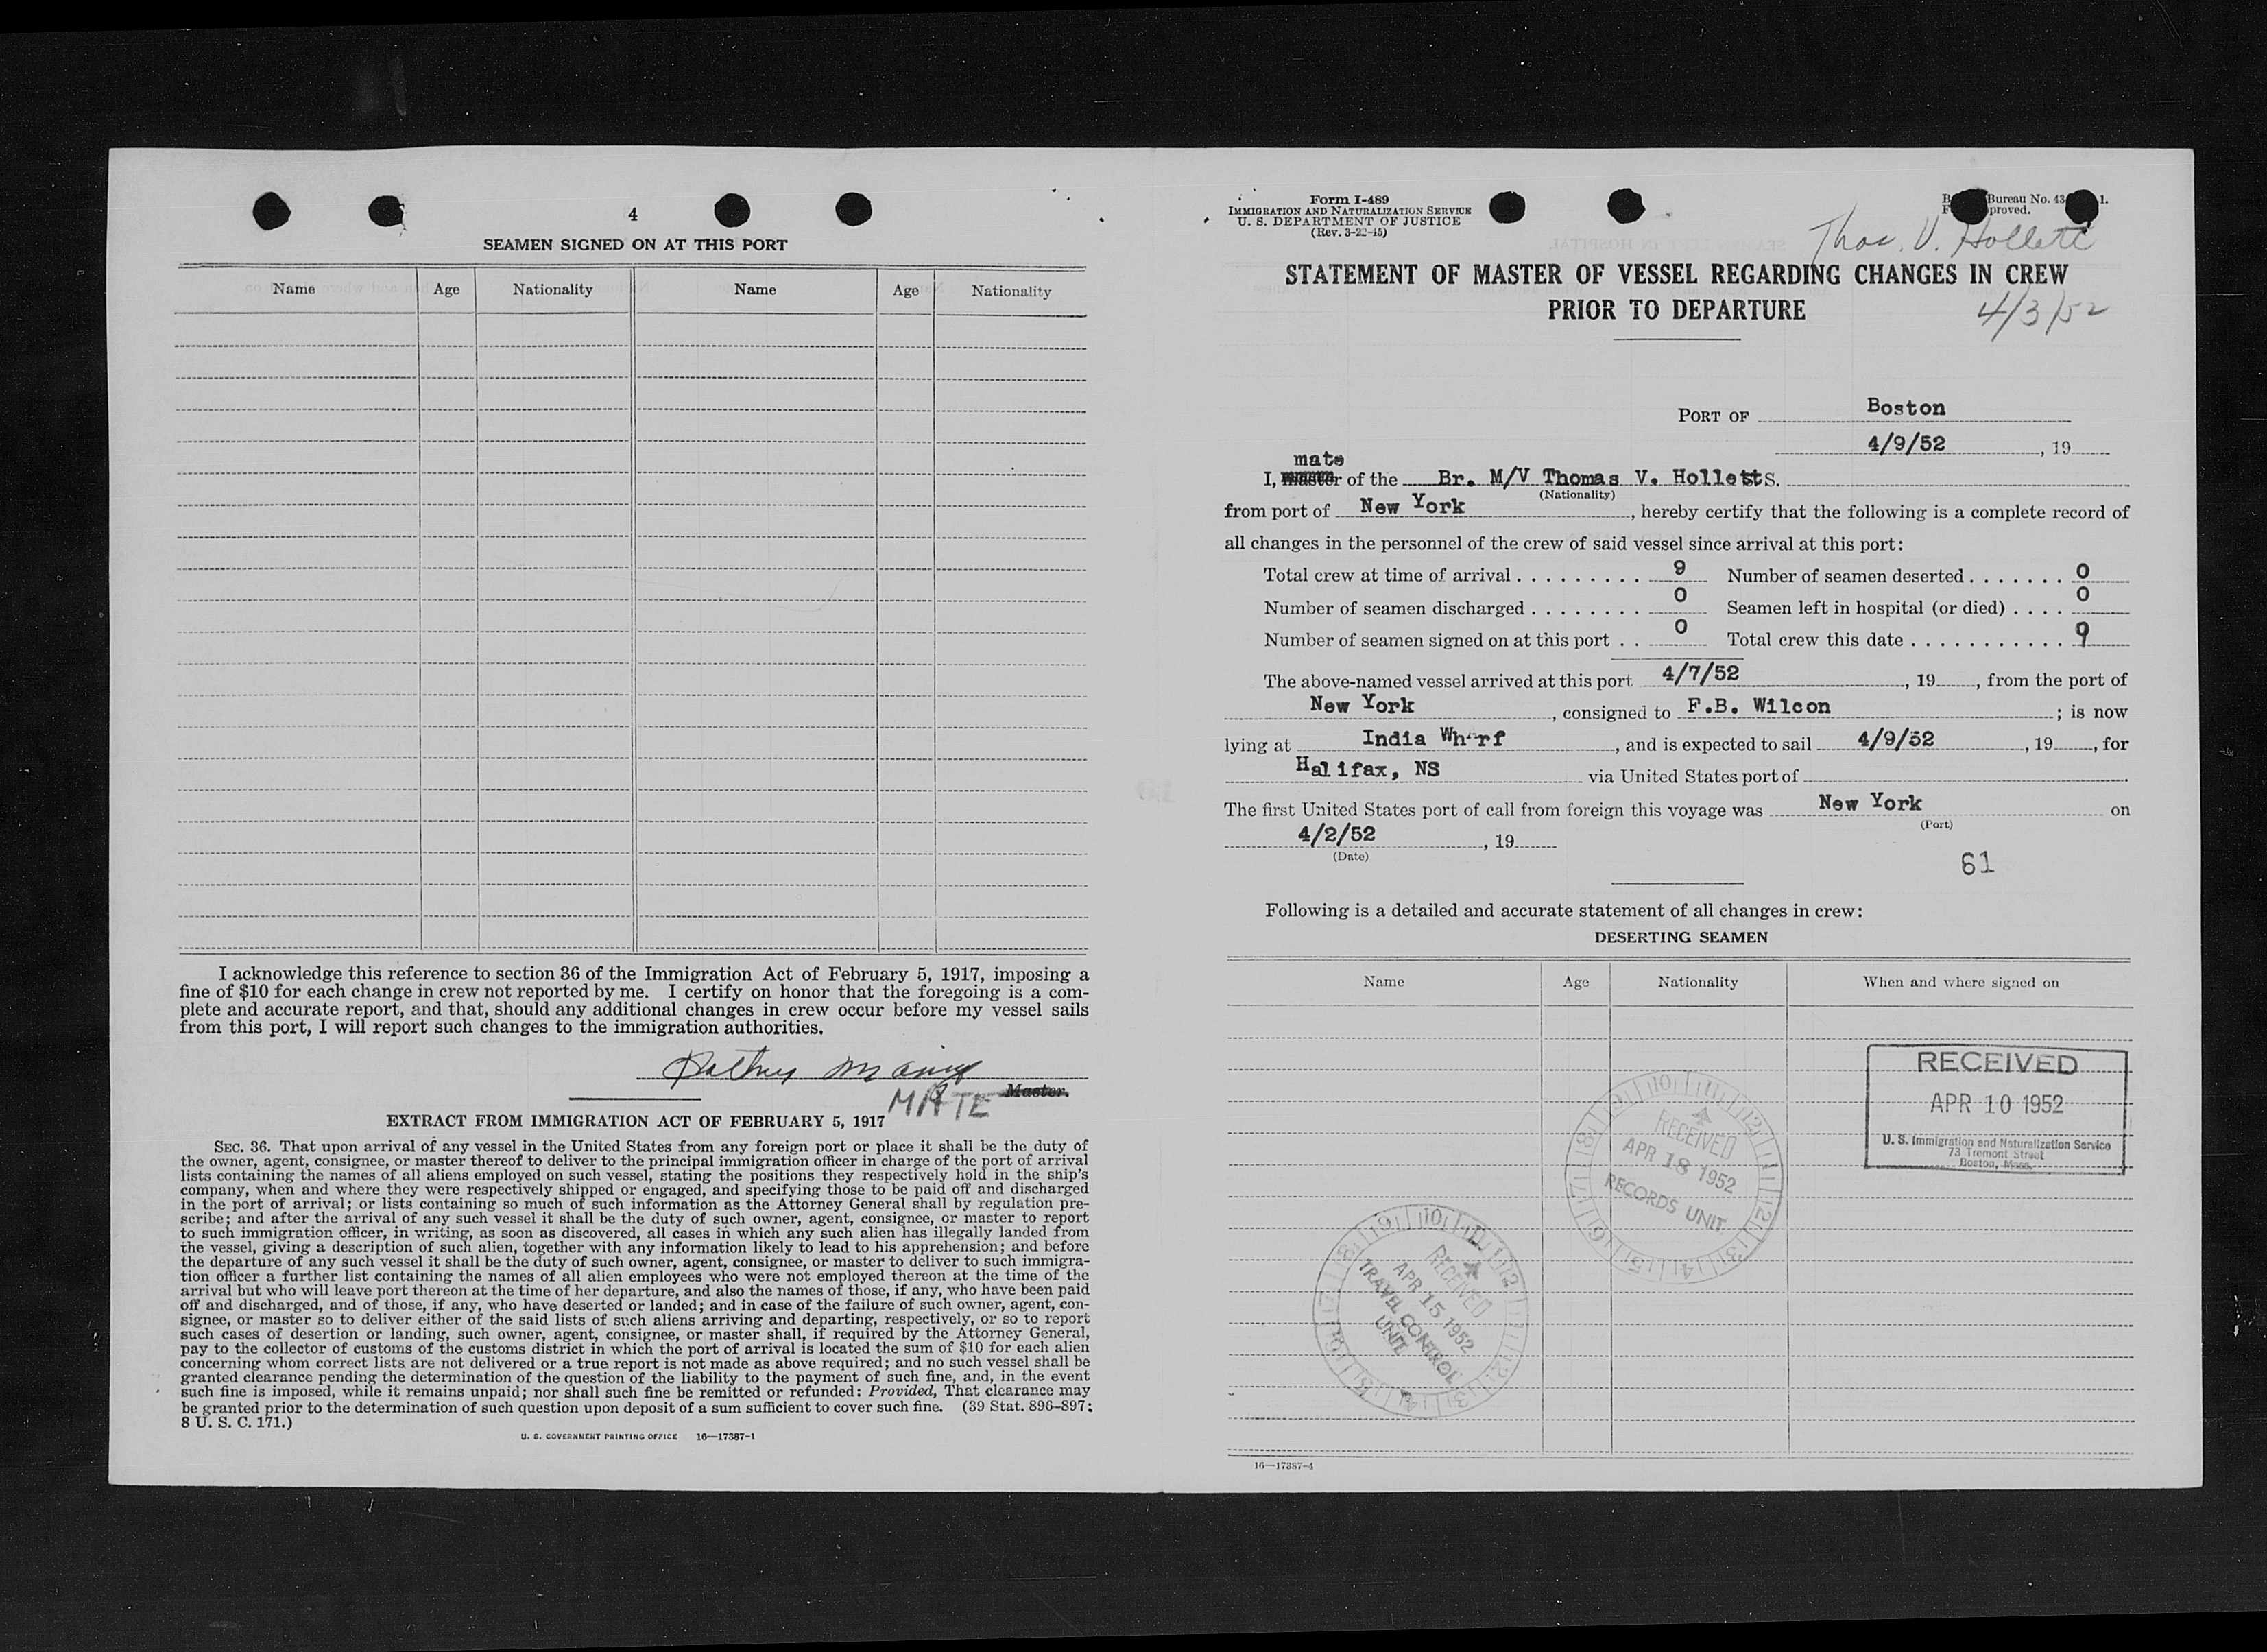 4
SEAMEN SIGNED ON AT THIS PORT
Name Age Nationality Name Age Nationality
I acknowledge this reference to section 36 of the Immigration Act of February 5, 1917, imposing a
fine of $10 for each change in crew not reported by me. I certify on honor that the foregoing is a com-
plete and accurate report, and that, should any additional changes in crew occur before my vessel sails
from this port, I will report such changes to the immigration authorities.
Master.
MATE
EXTRACT FROM IMMIGRATION ACT OF FEBRUARY 5, 1917
SEC. 36. That upon arrival of any vessel in the United States from any foreign port or place it shall be the duty of
the owner, agent, consignee, or master thereof to deliver to the principal immigration officer in charge of the port of arrival
lists containing the names of all aliens employed on such vessel, stating the positions they respectively hold in the ship's
company, when and where they were respectively shipped or engaged, and specifying those to be paid off and discharged
in the port of arrival; or lists containing so much of such information as the Attorney General shall by regulation pre-
scribe; and after the arrival of any such vessel it shall be the duty of such owner, agent, consignee, or master to report
to such immigration officer, in writing, as soon as discovered, all cases in which any such alien has illegally landed from
the vessel, giving a description of such alien, together with any information likely to lead to his apprehension; and before
the departure of any such vessel it shall be the duty of such owner, agent, consignee, or master to deliver to such immigra-
tion officer a further list containing the names of all alien employees who were not employed thereon at the time of the
arrival but who will leave port thereon at the time of her departure, and also the names of those, if any, who have been paid
off and discharged, and of those, if any, who have deserted or landed; and in case of the failure of such owner, agent, con-
signee, or master so to deliver either of the said lists of such aliens arriving and departing, respectively, or so to report
such cases of desertion or landing, such owner, agent, consignee, or master shall, if required by the Attorney General,
pay to the collector of customs of the customs district in which the port of arrival is located the sum of $10 for each alien
concerning whom correct lists are not delivered or a true report is not made as above required; and no such vessel shall be
granted clearance pending the determination of the question of the liability to the payment of such fine, and, in the event
such fine is imposed, while it remains unpaid; nor shall such fine be remitted or refunded: Provided, That clearance may
be granted prior to the determination of such question upon deposit of a sum sufficient to cover such fine. (39 Stat. 896-897;
8 U. S. C. 171.)
U. S. GOVERNMENT PRINTING OFFICE 16—17387-1
Form I-489
IMMIGRATION AND NATURALIZATION SERVICE
U. S. DEPARTMENT OF JUSTICE
(Rev. 3-22-45)
Bureau No. 43
Thos. V. Hollett
STATEMENT OF MASTER OF VESSEL REGARDING CHANGES IN CREW
PRIOR TO DEPARTURE
4/3/52
PORT OF Boston
4/9/52, 19
mate
I, master of the Br. M/V Thomas V. Hollett S.
(Nationality)
from port of New York, hereby certify that the following is a complete record of
all changes in the personnel of the crew of said vessel since arrival at this port:
Total crew at time of arrival . . . . . . . . . 9 Number of seamen deserted . . . . . . . 0
Number of seamen discharged . . . . . . . . 0 Seamen left in hospital (or died) . . . . 0
Number of seamen signed on at this port . . 0 Total crew this date . . . . . . . . . . . 9
The above-named vessel arrived at this port 4/7/52, 19, from the port of
New York, consigned to F.B. Wilcon; is now
lying at India Wharf, and is expected to sail 4/9/52, 19, for
Halifax, NS via United States port of
The first United States port of call from foreign this voyage was New York on
(Port)
4/2/52, 19
(Date)
61
Following is a detailed and accurate statement of all changes in crew:
DESERTING SEAMEN
Name Age Nationality When and where signed on
RECEIVED
APR 10 1952
U. S. Immigration and Naturalization Service
73 Tremont Street
Boston, Mass.
RECEIVED
APR 18 1952
RECORDS UNIT
RECEIVED
APR 15 1952
TRAVEL CONTROL
UNIT
16—17387-4